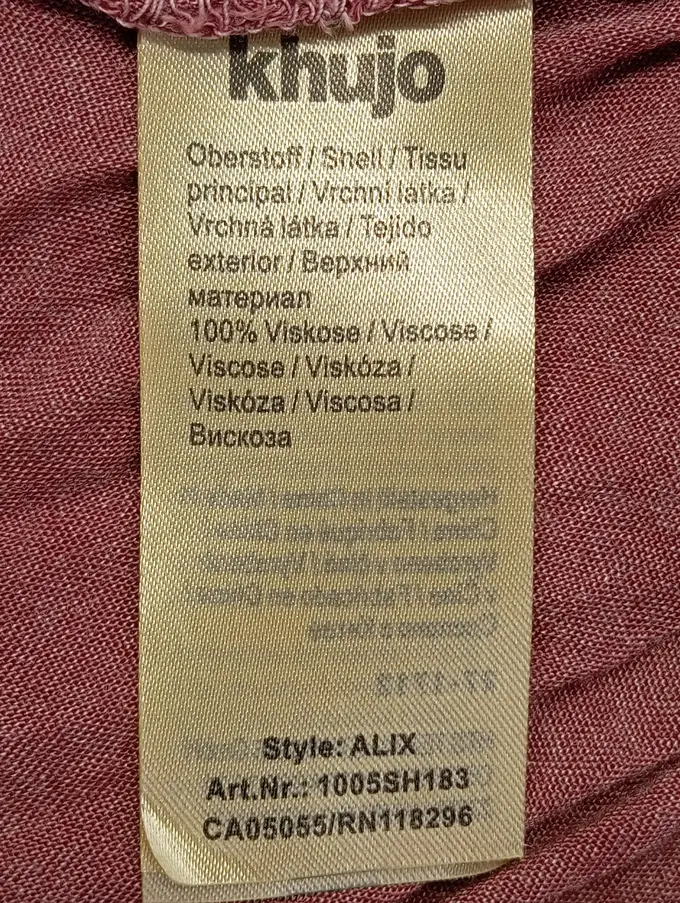 khujo
Oberstoff / Shell / Tissu
principal / Vrchní látka /
Vrchná látka / Tejido
exterior / Верхний
материал
100% Viskose / Viscose /
Viscose / Viskóza /
Viskóza / Viscosa /
Вискоза
Style: ALIX
Art.Nr.: 1005SH183
CA05055/RN118296